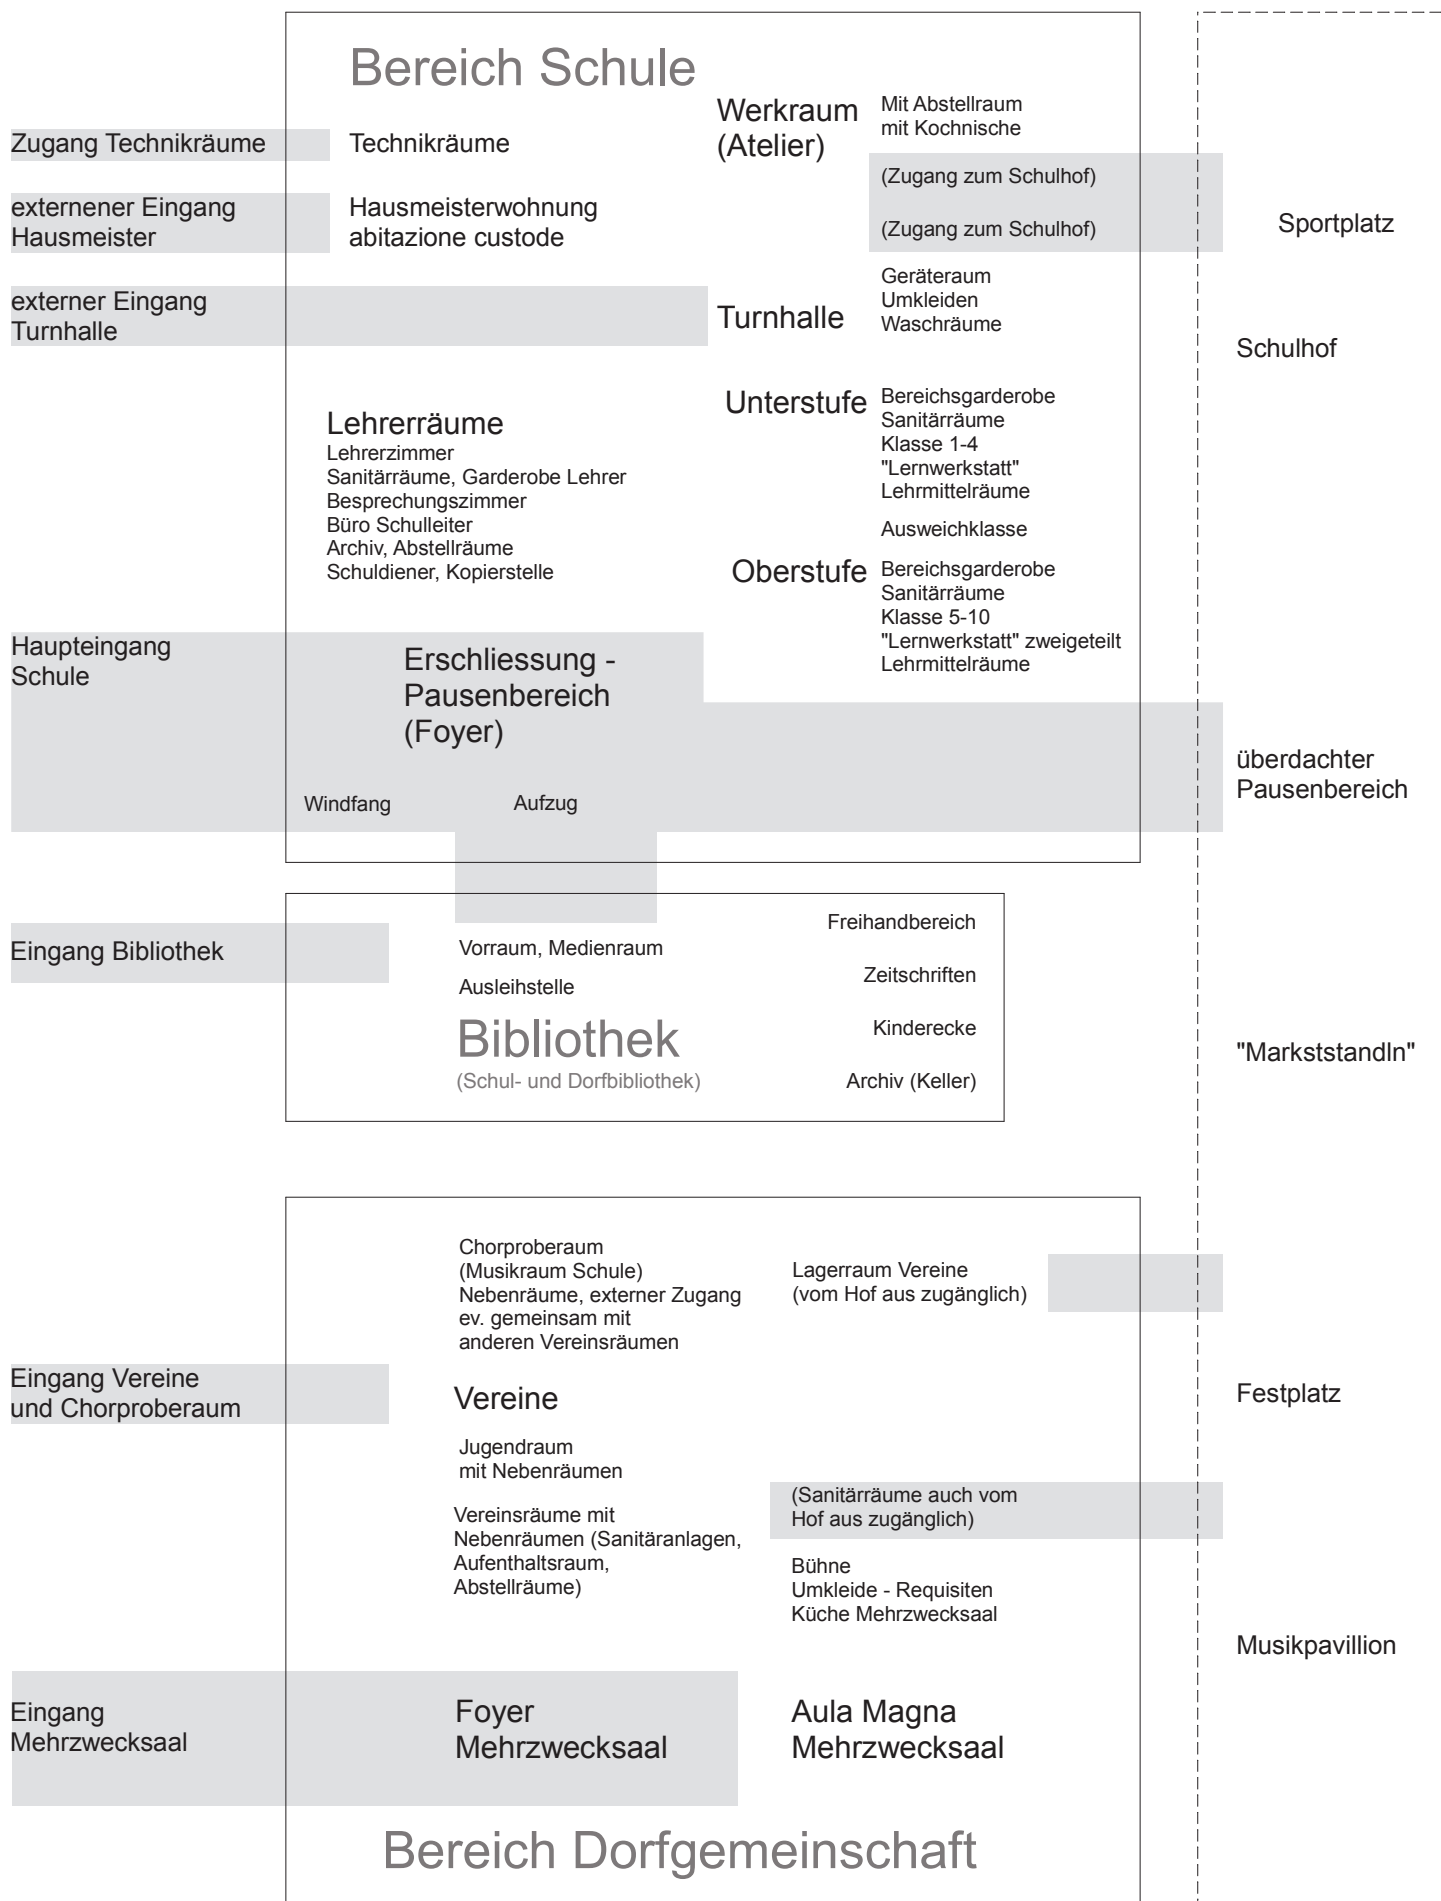 Bereich Schule
Zugang Technikräume
Technikräume
Werkraum
(Atelier)
Mit Abstellraum
mit Kochnische
(Zugang zum Schulhof)
(Zugang zum Schulhof)
externener Eingang
Hausmeister
Hausmeisterwohnung
abitazione custode
Sportplatz
externer Eingang
Turnhalle
Turnhalle
Geräteraum
Umkleiden
Waschräume
Schulhof
Lehrerräume
Lehrerzimmer
Sanitärräume, Garderobe Lehrer
Besprechungszimmer
Büro Schulleiter
Archiv, Abstellräume
Schuldiener, Kopierstelle
Unterstufe
Bereichsgarderobe
Sanitärräume
Klasse 1-4
"Lernwerkstatt"
Lehrmittelräume
Ausweichklasse
Oberstufe
Bereichsgarderobe
Sanitärräume
Klasse 5-10
"Lernwerkstatt" zweigeteilt
Lehrmittelräume
Haupteingang
Schule
Erschliessung -
Pausenbereich
(Foyer)
Windfang
Aufzug
überdachter
Pausenbereich
Eingang Bibliothek
Vorraum, Medienraum
Ausleihstelle
Bibliothek
(Schul- und Dorfbibliothek)
Freihandbereich
Zeitschriften
Kinderecke
Archiv (Keller)
"Markststandln"
Chorproberaum
(Musikraum Schule)
Nebenräume, externer Zugang
ev. gemeinsam mit
anderen Vereinsräumen
Lagerraum Vereine
(vom Hof aus zugänglich)
Eingang Vereine
und Chorproberaum
Vereine
Festplatz
Jugendraum
mit Nebenräumen
Vereinsräume mit
Nebenräumen (Sanitäranlagen,
Aufenthaltsraum,
Abstellräume)
(Sanitärräume auch vom
Hof aus zugänglich)
Bühne
Umkleide - Requisiten
Küche Mehrzwecksaal
Musikpavillion
Eingang
Mehrzwecksaal
Foyer
Mehrzwecksaal
Aula Magna
Mehrzwecksaal
Bereich Dorfgemeinschaft